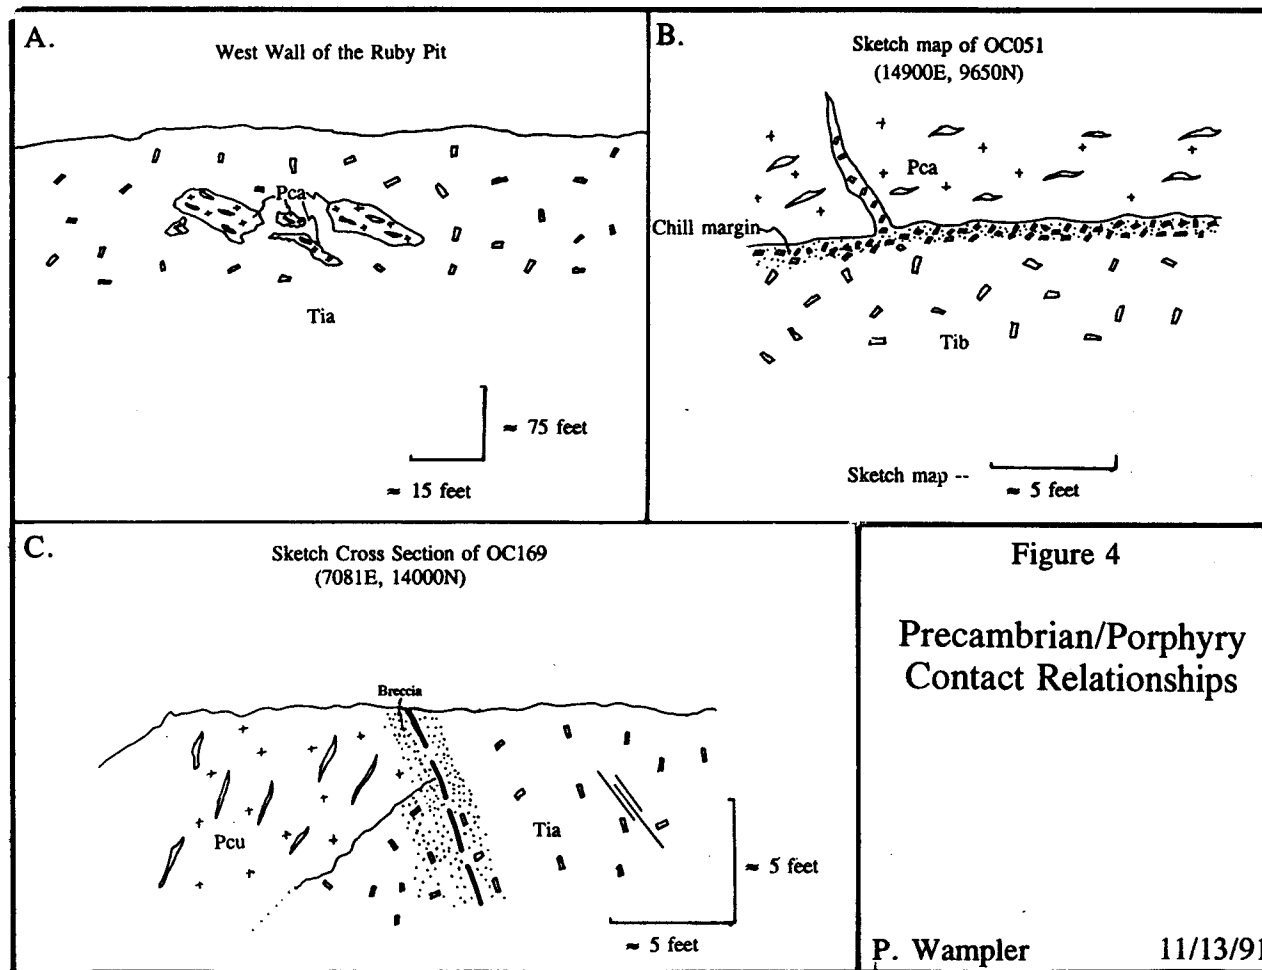 A.
West Wall of the Ruby Pit
Pca
Tia
≈ 75 feet
≈ 15 feet
B.
Sketch map of OC051
(14900E, 9650N)
Pca
Chill margin
Tib
Sketch map --
≈ 5 feet
C.
Sketch Cross Section of OC169
(7081E, 14000N)
Breccia
Pcu
Tia
≈ 5 feet
≈ 5 feet
Figure 4
Precambrian/Porphyry
Contact Relationships
P. Wampler 11/13/91